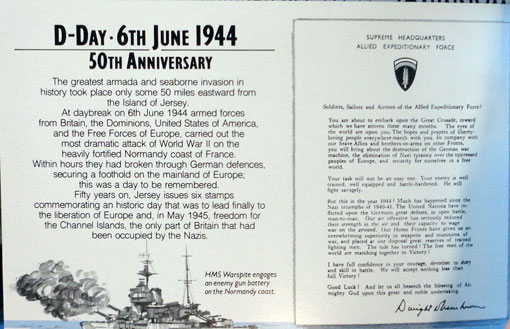 D-DAY · 6TH JUNE 1944
50TH ANNIVERSARY
The greatest armada and seaborne invasion in
history took place only some 50 miles eastward from
the Island of Jersey.
At daybreak on 6th June 1944 armed forces
from Britain, the Dominions, United States of America,
and the Free Forces of Europe, carried out the
most dramatic attack of World War II on the
heavily fortified Normandy coast of France.
Within hours they had broken through German defences,
securing a foothold on the mainland of Europe;
this was a day to be remembered.
Fifty years on, Jersey issues six stamps
commemorating an historic day that was to lead finally to
the liberation of Europe and, in May 1945, freedom for
the Channel Islands, the only part of Britain that had
been occupied by the Nazis.
HMS Warspite engages
an enemy gun battery
on the Normandy coast.
SUPREME HEADQUARTERS
ALLIED EXPEDITIONARY FORCE
Soldiers, Sailors and Airmen of the Allied Expeditionary Force!
You are about to embark upon the Great Crusade, toward
which we have striven these many months. The eyes of
the world are upon you. The hopes and prayers of liberty-
loving people everywhere march with you. In company with
our brave Allies and brothers-in-arms on other Fronts,
you will bring about the destruction of the German war
machine, the elimination of Nazi tyranny over the oppressed
peoples of Europe, and security for ourselves in a free
world.
Your task will not be an easy one. Your enemy is well
trained, well equipped and battle-hardened. He will
fight savagely.
But this is the year 1944! Much has happened since the
Nazi triumphs of 1940-41. The United Nations have in-
flicted upon the Germans great defeats, in open battle,
man-to-man. Our air offensive has seriously reduced
their strength in the air and their capacity to wage
war on the ground. Our Home Fronts have given us an
overwhelming superiority in weapons and munitions of
war, and placed at our disposal great reserves of trained
fighting men. The tide has turned! The free men of the
world are marching together to Victory!
I have full confidence in your courage, devotion to duty
and skill in battle. We will accept nothing less than
full Victory!
Good Luck! And let us all beseech the blessing of Al-
mighty God upon this great and noble undertaking.
Dwight D Eisenhower